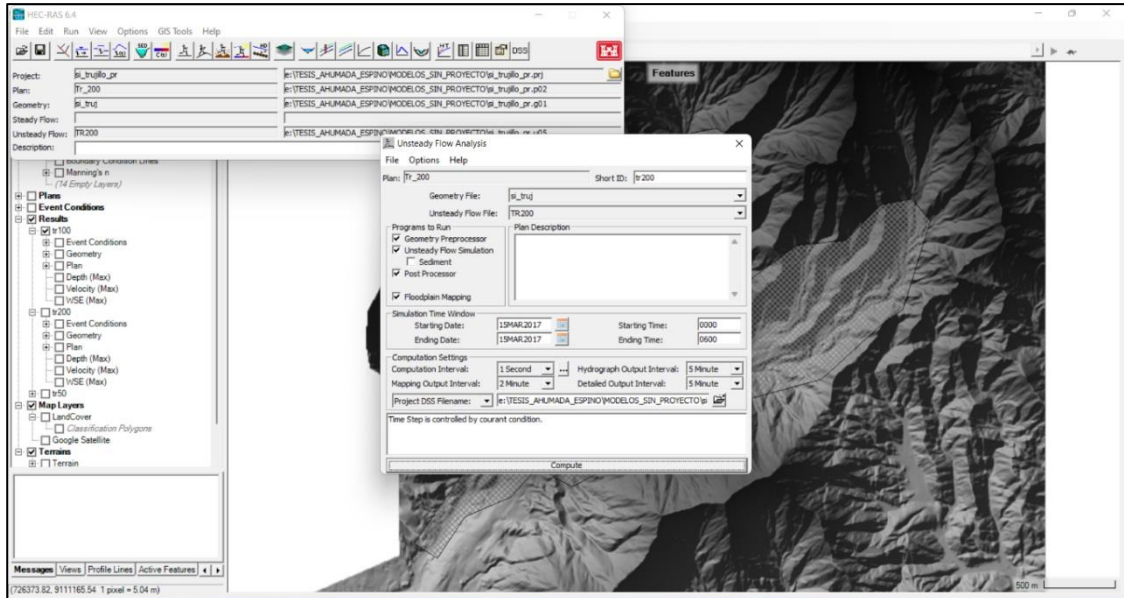 HEC-RAS 6.4
File Edit Run View Options GIS Tools Help
Project: si_trujillo_pr e:\TESIS_AHUMADA_ESPINO\MODELOS_SIN_PROYECTO\si_trujillo_pr.prj
Plan: Tr_200 e:\TESIS_AHUMADA_ESPINO\MODELOS_SIN_PROYECTO\si_trujillo_pr.p02
Geometry: si_truj e:\TESIS_AHUMADA_ESPINO\MODELOS_SIN_PROYECTO\si_trujillo_pr.g01
Steady Flow:
Unsteady Flow: TR200 e:\TESIS_AHUMADA_ESPINO\MODELOS_SIN_PROYECTO\si_trujillo_pr.u05
Description:
DSS
Features
Boundary Condition Lines
Manning's n
(14 Empty Layers)
Plans
Event Conditions
Results
tr100
Event Conditions
Geometry
Plan
Depth (Max)
Velocity (Max)
WSE (Max)
tr200
Event Conditions
Geometry
Plan
Depth (Max)
Velocity (Max)
WSE (Max)
tr50
Map Layers
LandCover
Classification Polygons
Google Satellite
Terrains
Terrain
Messages Views Profile Lines Active Features
(726373.82, 9111165.54 1 pixel = 5.04 m)
Unsteady Flow Analysis
File Options Help
Plan: Tr_200 Short ID: tr200
Geometry File: si_truj
Unsteady Flow File: TR200
Programs to Run
Geometry Preprocessor
Unsteady Flow Simulation
Sediment
Post Processor
Floodplain Mapping
Plan Description
Simulation Time Window
Starting Date: 15MAR2017 Starting Time: 0000
Ending Date: 15MAR2017 Ending Time: 0600
Computation Settings
Computation Interval: 1 Second ... Hydrograph Output Interval: 5 Minute
Mapping Output Interval: 2 Minute Detailed Output Interval: 5 Minute
Project DSS Filename: e:\TESIS_AHUMADA_ESPINO\MODELOS_SIN_PROYECTO\s
Time Step is controlled by courant condition.
Compute
500 m